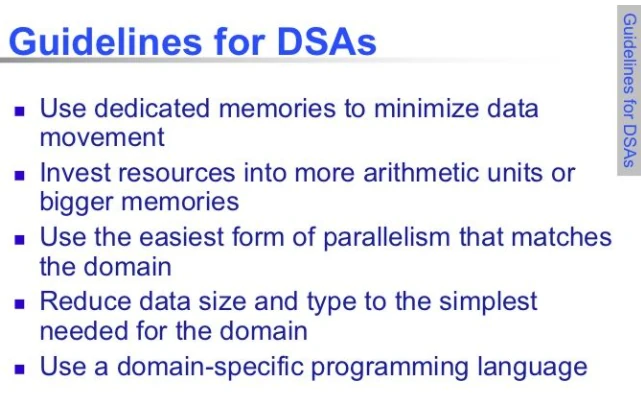 Guidelines for DSAs
Use dedicated memories to minimize data
movement
Invest resources into more arithmetic units or
bigger memories
Use the easiest form of parallelism that matches
the domain
Reduce data size and type to the simplest
needed for the domain
Use a domain-specific programming language
Guidelines for DSAs